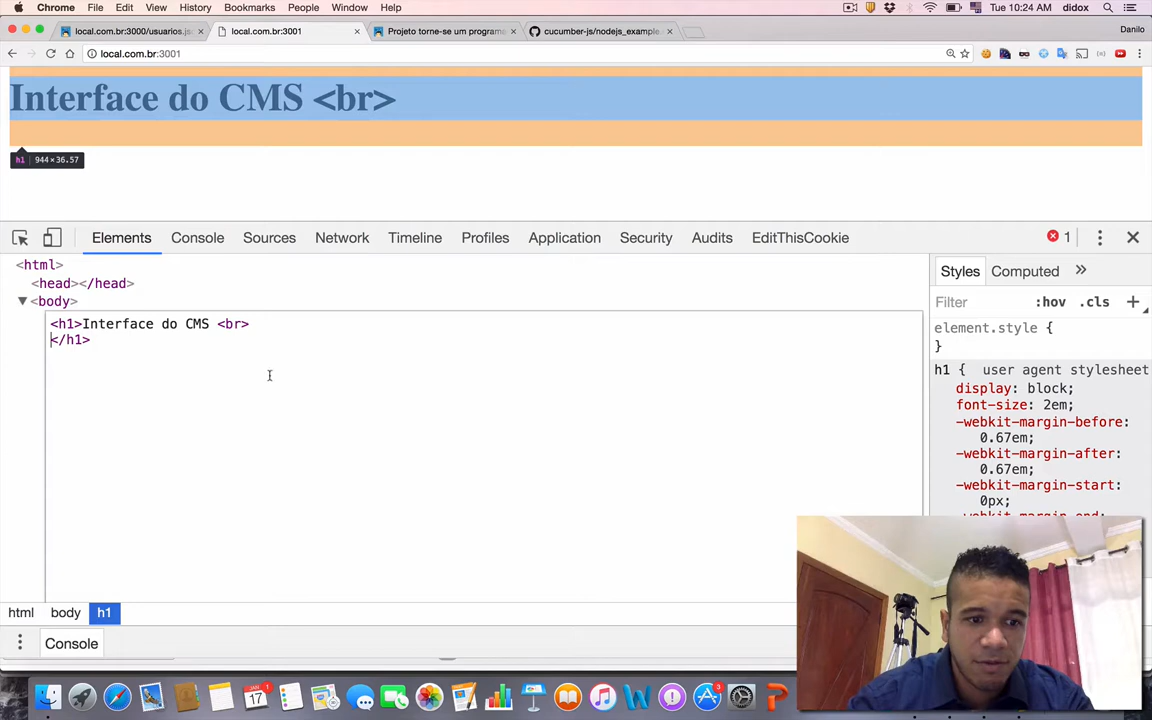 Chrome File Edit View History Bookmarks People Window Help Tue 10:24 AM didox
local.com.br:3000/usuarios.js
local.com.br:3001
Projeto torne-se um programe
cucumber-js/nodejs_example
Danilo
local.com.br:3001
Interface do CMS <br>
h1 944×36.57
Elements Console Sources Network Timeline Profiles Application Security Audits EditThisCookie 1
<html>
<head></head>
<body>
<h1>Interface do CMS <br>
</h1>
Styles Computed »
Filter :hov .cls +
element.style {
}
h1 { user agent stylesheet
display: block;
font-size: 2em;
-webkit-margin-before:
0.67em;
-webkit-margin-after:
0.67em;
-webkit-margin-start:
0px;
html body h1
Console
JAN
17
1
3